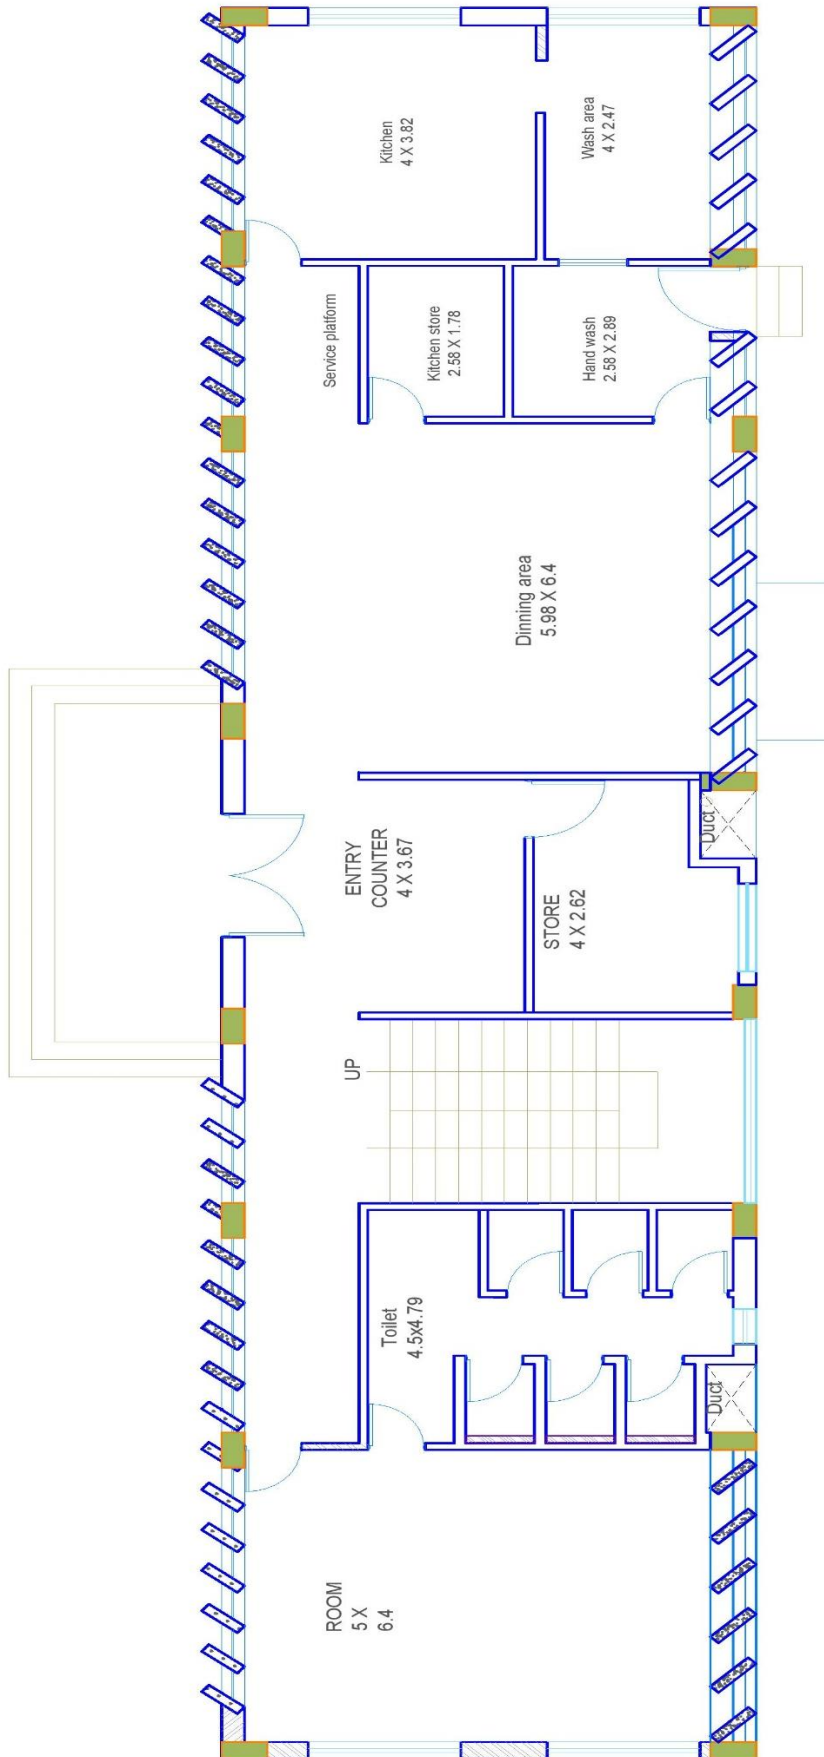 Kitchen
4 X 3.82
Wash area
4 X 2.47
Service platform
Kitchen store
2.58 X 1.78
Hand wash
2.58 X 2.89
Dinning area
5.98 X 6.4
ENTRY
COUNTER
4 X 3.67
STORE
4 X 2.62
Duct
UP
Toilet
4.5x4.79
Duct
ROOM
5 X
6.4